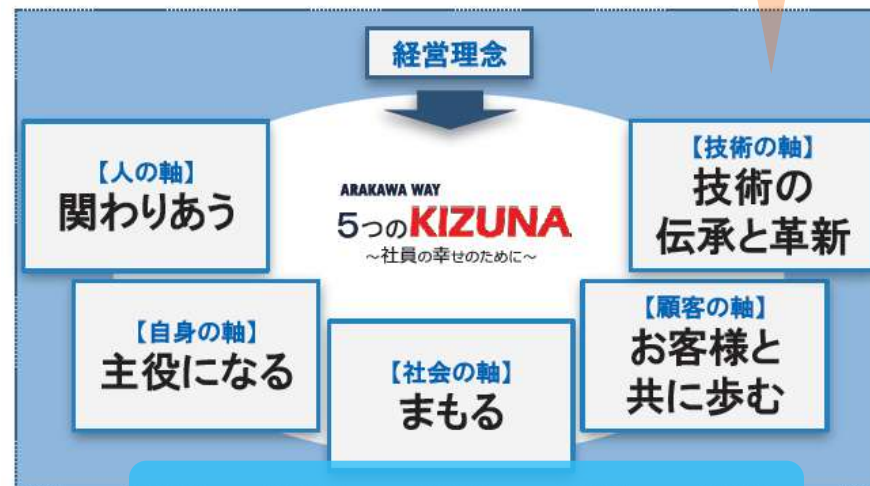 経営理念
【人の軸】
関わりあう
【技術の軸】
技術の
伝承と革新
ARAKAWA WAY
5つのKIZUNA
～社員の幸せのために～
【自身の軸】
主役になる
【社会の軸】
まもる
【顧客の軸】
お客様と
共に歩む